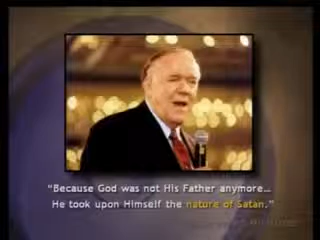 “Because God was not His Father anymore…
He took upon Himself the nature of Satan.”